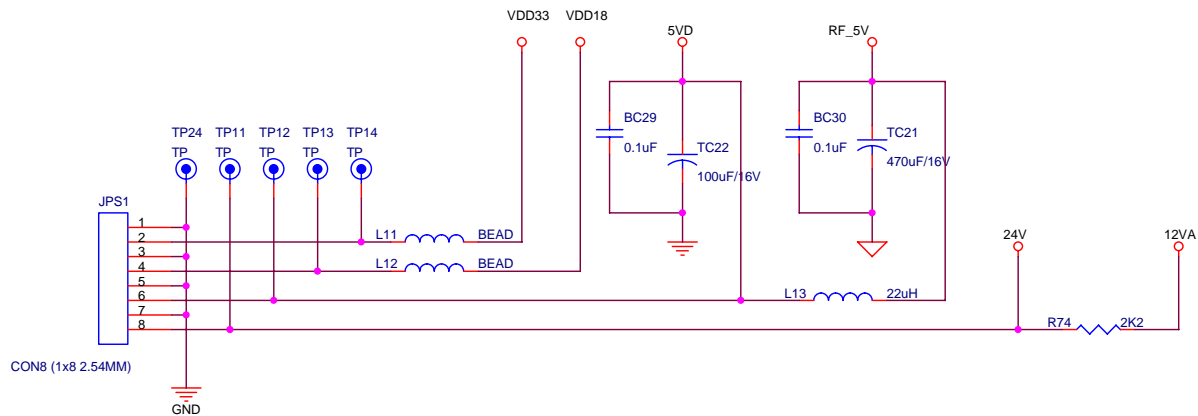 VDD33 VDD18 5VD RF_5V
TP24 TP11 TP12 TP13 TP14
TP TP TP TP TP
BC29
0.1uF
TC22
100uF/16V
BC30
0.1uF
TC21
470uF/16V
JPS1
1
2
3
4
5
6
7
8
L11 BEAD
L12 BEAD
L13 22uH
24V 12VA
R74 2K2
CON8 (1x8 2.54MM)
GND